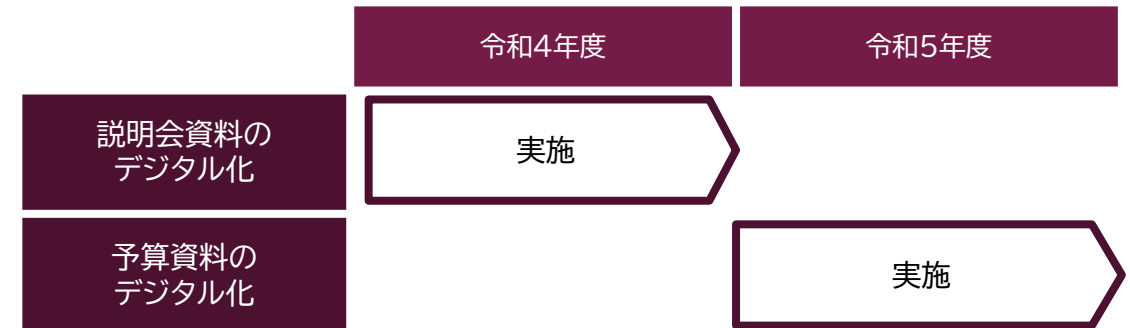 令和4年度
令和5年度
説明会資料の
デジタル化
実施
予算資料の
デジタル化
実施